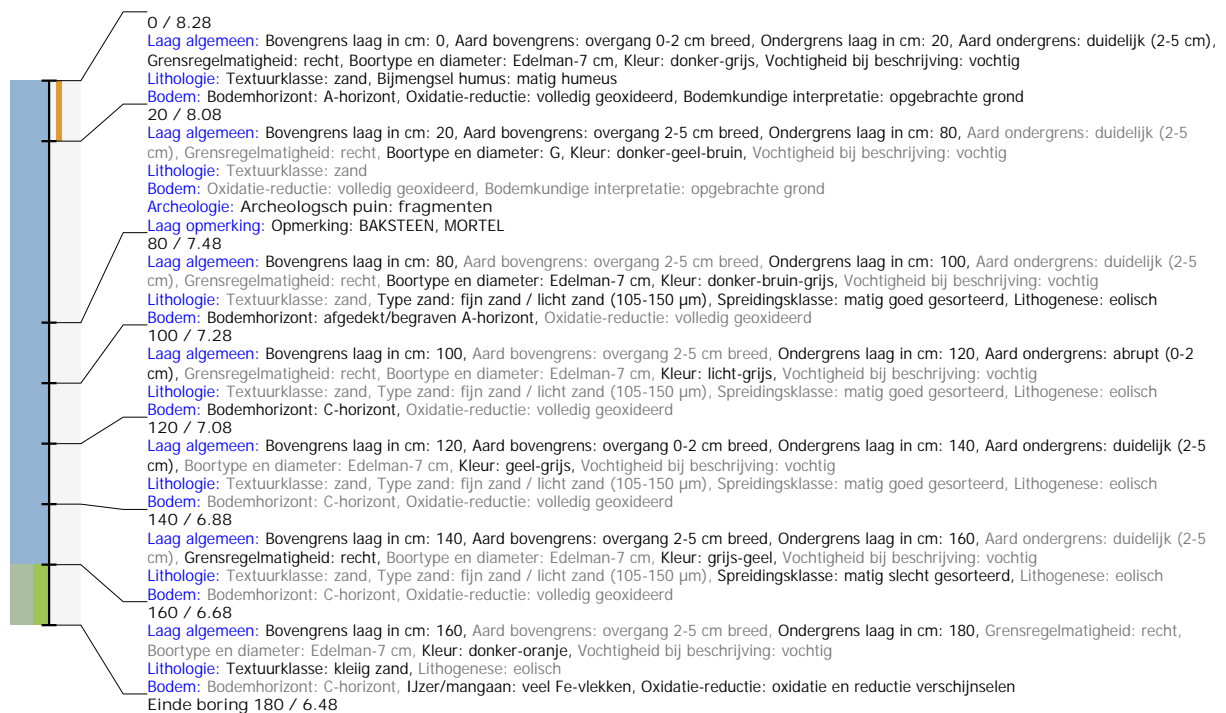 0 / 8.28
Laag algemeen: Bovengrens laag in cm: 0, Aard bovengrens: overgang 0-2 cm breed, Ondergrens laag in cm: 20, Aard ondergrens: duidelijk (2-5 cm),
Grensregelmatigheid: recht, Boortype en diameter: Edelman-7 cm, Kleur: donker-grijs, Vochtigheid bij beschrijving: vochtig
Lithologie: Textuurklasse: zand, Bijmengsel humus: matig humeus
Bodem: Bodemhorizont: A-horizont, Oxidatie-reductie: volledig geoxideerd, Bodemkundige interpretatie: opgebrachte grond
20 / 8.08
Laag algemeen: Bovengrens laag in cm: 20, Aard bovengrens: overgang 2-5 cm breed, Ondergrens laag in cm: 80, Aard ondergrens: duidelijk (2-5
cm), Grensregelmatigheid: recht, Boortype en diameter: G, Kleur: donker-geel-bruin, Vochtigheid bij beschrijving: vochtig
Lithologie: Textuurklasse: zand
Bodem: Oxidatie-reductie: volledig geoxideerd, Bodemkundige interpretatie: opgebrachte grond
Archeologie: Archeologsch puin: fragmenten
Laag opmerking: Opmerking: BAKSTEEN, MORTEL
80 / 7.48
Laag algemeen: Bovengrens laag in cm: 80, Aard bovengrens: overgang 2-5 cm breed, Ondergrens laag in cm: 100, Aard ondergrens: duidelijk (2-5
cm), Grensregelmatigheid: recht, Boortype en diameter: Edelman-7 cm, Kleur: donker-bruin-grijs, Vochtigheid bij beschrijving: vochtig
Lithologie: Textuurklasse: zand, Type zand: fijn zand / licht zand (105-150 µm), Spreidingsklasse: matig goed gesorteerd, Lithogenese: eolisch
Bodem: Bodemhorizont: afgedekt/begraven A-horizont, Oxidatie-reductie: volledig geoxideerd
100 / 7.28
Laag algemeen: Bovengrens laag in cm: 100, Aard bovengrens: overgang 2-5 cm breed, Ondergrens laag in cm: 120, Aard ondergrens: abrupt (0-2
cm), Grensregelmatigheid: recht, Boortype en diameter: Edelman-7 cm, Kleur: licht-grijs, Vochtigheid bij beschrijving: vochtig
Lithologie: Textuurklasse: zand, Type zand: fijn zand / licht zand (105-150 µm), Spreidingsklasse: matig goed gesorteerd, Lithogenese: eolisch
Bodem: Bodemhorizont: C-horizont, Oxidatie-reductie: volledig geoxideerd
120 / 7.08
Laag algemeen: Bovengrens laag in cm: 120, Aard bovengrens: overgang 0-2 cm breed, Ondergrens laag in cm: 140, Aard ondergrens: duidelijk (2-5
cm), Boortype en diameter: Edelman-7 cm, Kleur: geel-grijs, Vochtigheid bij beschrijving: vochtig
Lithologie: Textuurklasse: zand, Type zand: fijn zand / licht zand (105-150 µm), Spreidingsklasse: matig goed gesorteerd, Lithogenese: eolisch
Bodem: Bodemhorizont: C-horizont, Oxidatie-reductie: volledig geoxideerd
140 / 6.88
Laag algemeen: Bovengrens laag in cm: 140, Aard bovengrens: overgang 2-5 cm breed, Ondergrens laag in cm: 160, Aard ondergrens: duidelijk (2-5
cm), Grensregelmatigheid: recht, Boortype en diameter: Edelman-7 cm, Kleur: grijs-geel, Vochtigheid bij beschrijving: vochtig
Lithologie: Textuurklasse: zand, Type zand: fijn zand / licht zand (105-150 µm), Spreidingsklasse: matig slecht gesorteerd, Lithogenese: eolisch
Bodem: Bodemhorizont: C-horizont, Oxidatie-reductie: volledig geoxideerd
160 / 6.68
Laag algemeen: Bovengrens laag in cm: 160, Aard bovengrens: overgang 2-5 cm breed, Ondergrens laag in cm: 180, Grensregelmatigheid: recht,
Boortype en diameter: Edelman-7 cm, Kleur: donker-oranje, Vochtigheid bij beschrijving: vochtig
Lithologie: Textuurklasse: kleiig zand, Lithogenese: eolisch
Bodem: Bodemhorizont: C-horizont, IJzer/mangaan: veel Fe-vlekken, Oxidatie-reductie: oxidatie en reductie verschijnselen
Einde boring 180 / 6.48